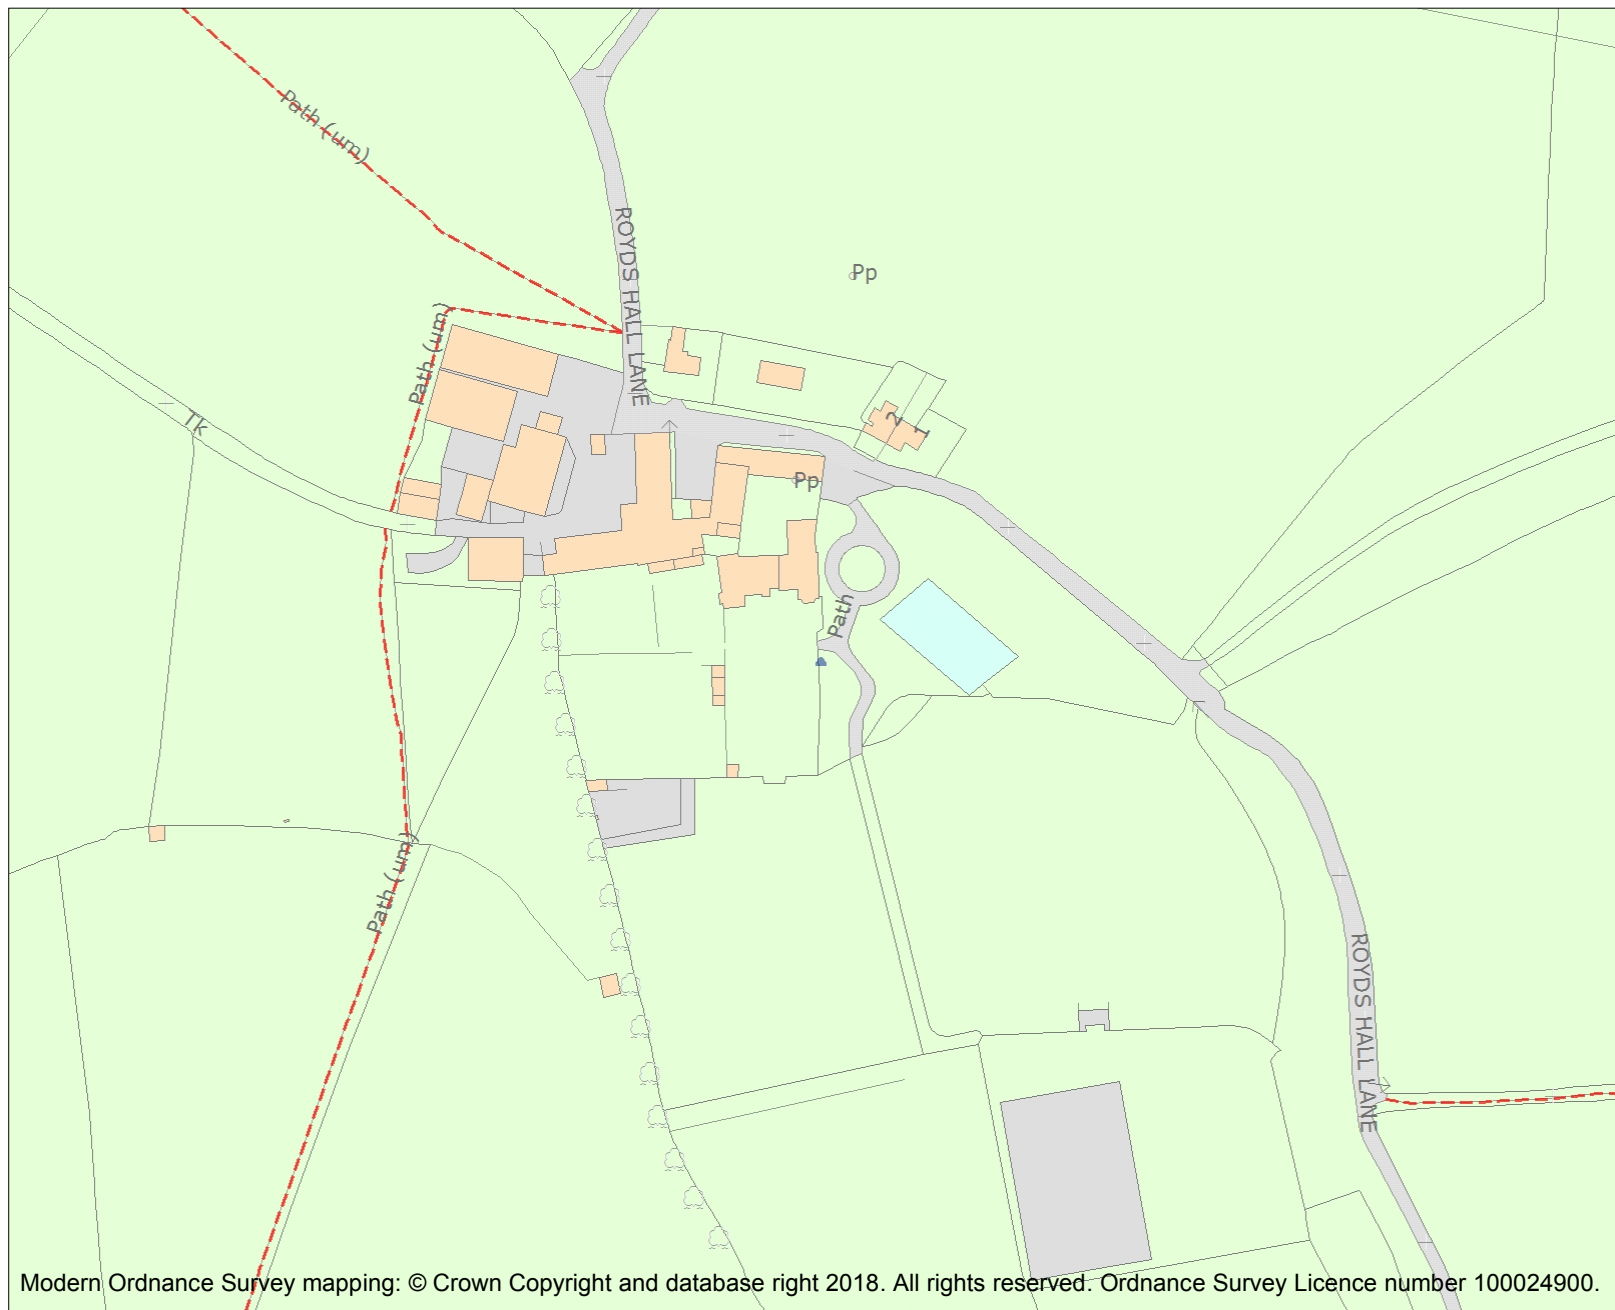 Path (um)
ROYDS HALL LANE
Pp
Path (um)
Tk
2
1
Pp
Path
Path (um)
ROYDS HALL LANE
Modern Ordnance Survey mapping: © Crown Copyright and database right 2018. All rights reserved. Ordnance Survey Licence number 100024900.